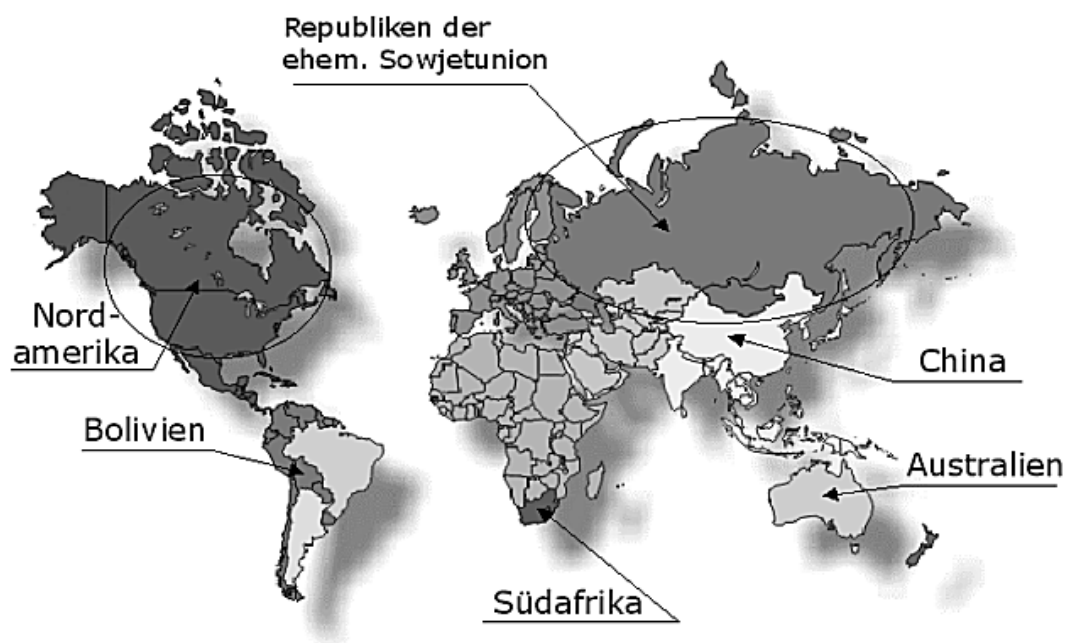 Republiken der
ehem. Sowjetunion
Nord-
amerika
China
Bolivien
Australien
Südafrika